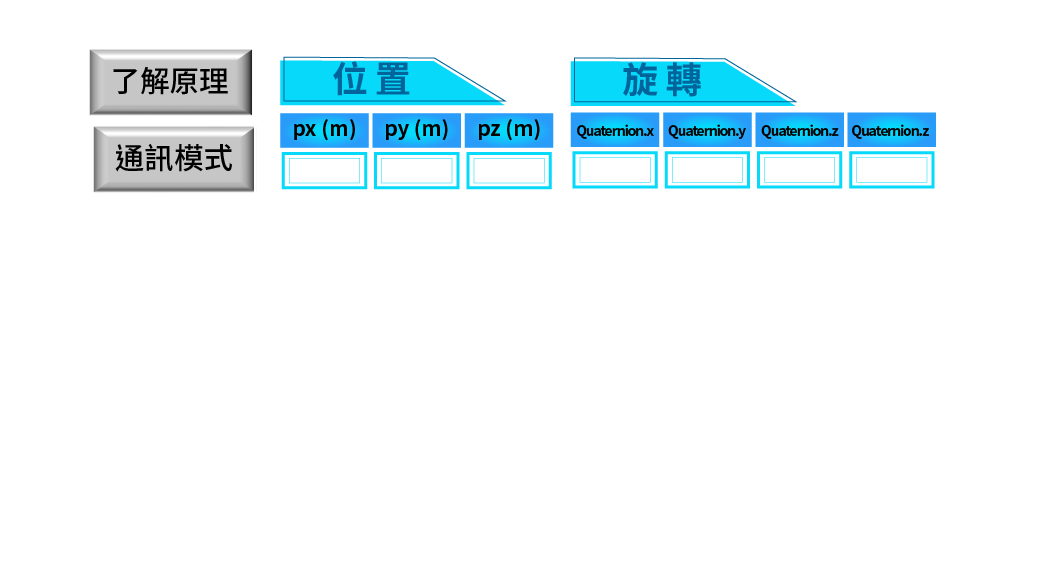 了解原理
通訊模式
位置
px (m) py (m) pz (m)
旋轉
Quaternion.x Quaternion.y Quaternion.z Quaternion.z